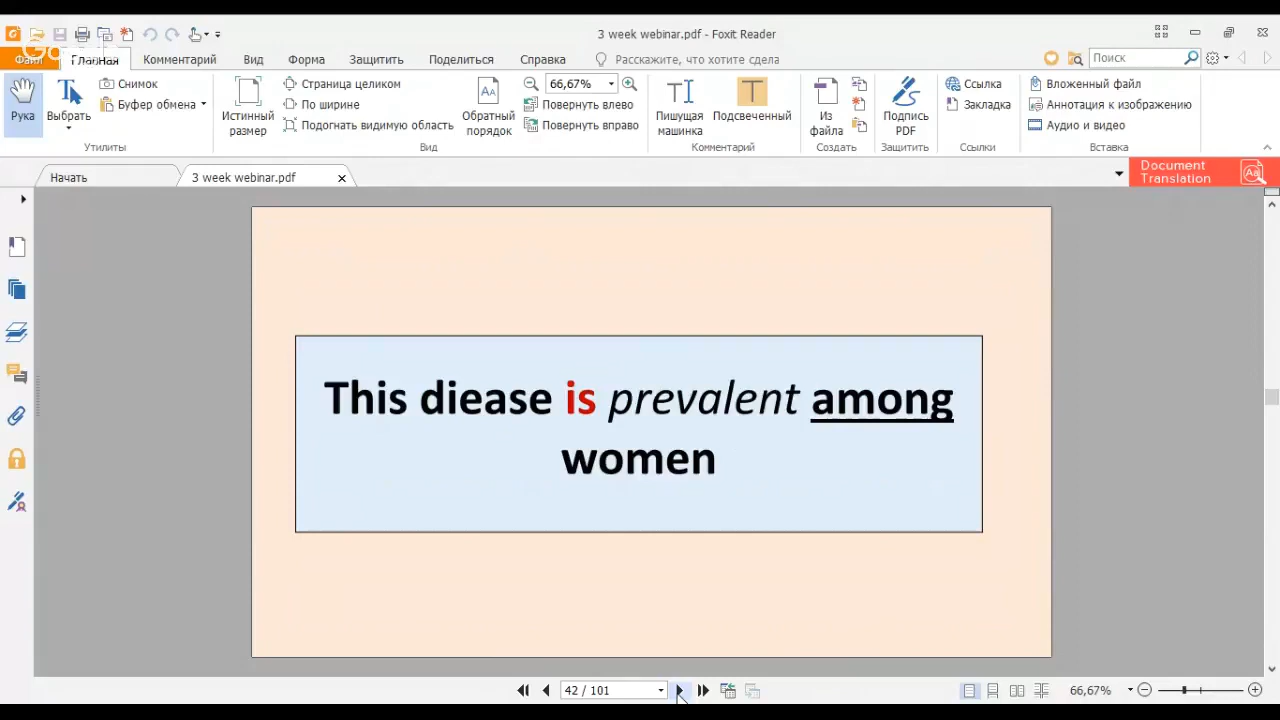 3 week webinar.pdf - Foxit Reader
Файл Главная Комментарий Вид Форма Защитить Поделиться Справка Расскажите, что хотите сдела Поиск
Рука
Выбрать
Снимок
Буфер обмена
Утилиты
Истинный размер
Страница целиком
По ширине
Подогнать видимую область
Обратный порядок
66,67%
Повернуть влево
Повернуть вправо
Вид
Пишущая машинка
Подсвеченный
Комментарий
Из файла
Создать
Подпись PDF
Защитить
Ссылка
Закладка
Ссылки
Вложенный файл
Аннотация к изображению
Аудио и видео
Вставка
Начать
3 week webinar.pdf
Document
Translation
This diease is prevalent among
women
42 / 101
66,67%